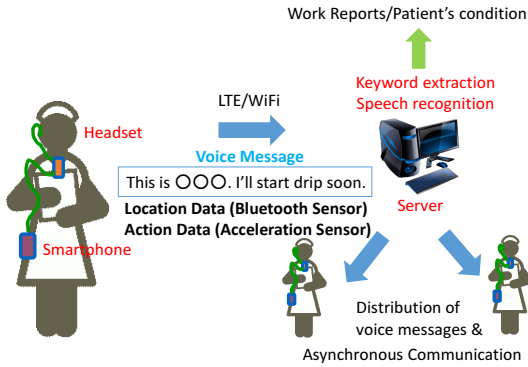 Work Reports/Patient's condition
Keyword extraction
Speech recognition
LTE/WiFi
Headset
Voice Message
This is ○○○. I'll start drip soon.
Location Data (Bluetooth Sensor)
Action Data (Acceleration Sensor)
Server
Smartphone
Distribution of
voice messages &
Asynchronous Communication